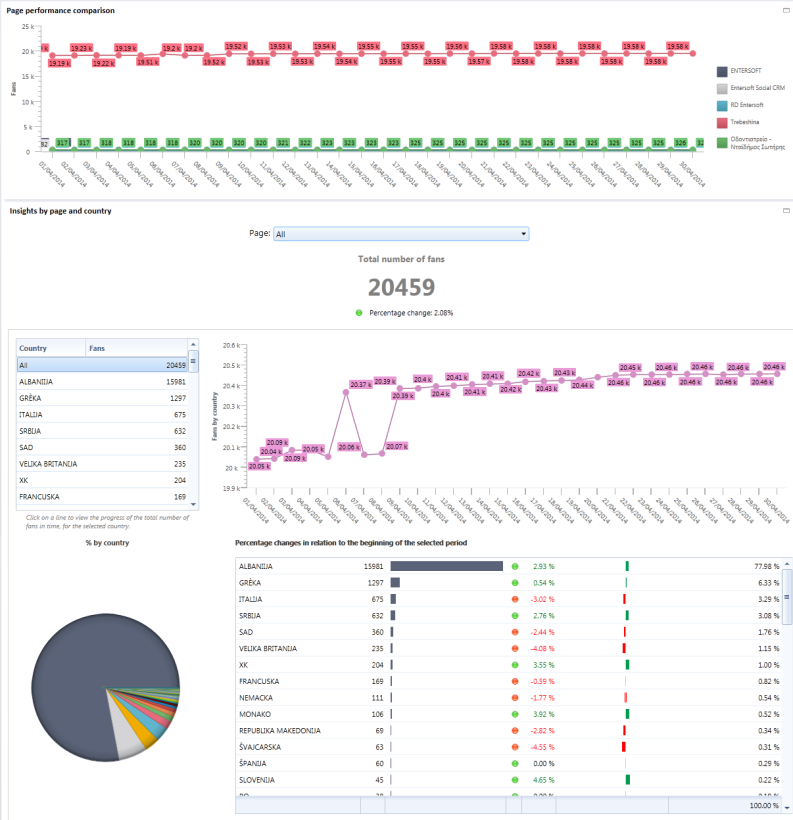 Page performance comparison
25 k
20 k
15 k
10 k
5 k
0
Fans
19.23 k 19.19 k 19.2 k 19.2 k 19.52 k 19.53 k 19.54 k 19.55 k 19.55 k 19.56 k 19.58 k 19.58 k 19.58 k 19.58 k 19.58 k
19.19 k 19.22 k 19.51 k 19.52 k 19.53 k 19.53 k 19.54 k 19.55 k 19.55 k 19.57 k 19.58 k 19.58 k 19.58 k 19.58 k 19.58 k
317 317 318 318 318 318 320 320 320 320 321 322 323 323 323 323 323 323 325 325 325 325 325 325 325 325 325 326
01/04/2014 02/04/2014 03/04/2014 04/04/2014 05/04/2014 06/04/2014 07/04/2014 08/04/2014 09/04/2014 10/04/2014 11/04/2014 12/04/2014 13/04/2014 14/04/2014 15/04/2014 16/04/2014 17/04/2014 18/04/2014 19/04/2014 20/04/2014 21/04/2014 22/04/2014 23/04/2014 24/04/2014 25/04/2014 26/04/2014 27/04/2014 28/04/2014 29/04/2014 30/04/2014
ENTERSOFT
Entersoft Social CRM
RD Entersoft
Trebeshina
Οδοντιατρείο -
Νταϊδήμος Σωτήρης
Insights by page and country
Page: All
Total number of fans
20459
Percentage change: 2.08%
Country Fans
All 20459
ALBANIJA 15981
GRČKA 1297
ITALIJA 675
SRBIJA 632
SAD 360
VELIKA BRITANIJA 235
XK 204
FRANCUSKA 169
Click on a line to view the progress of the total number of
fans in time, for the selected country.
20.6 k
20.5 k
20.4 k
20.3 k
20.2 k
20.1 k
20 k
19.9 k
Fans by country
20.05 k 20.04 k 20.09 k 20.09 k 20.05 k 20.06 k 20.37 k 20.39 k 20.07 k 20.39 k 20.4 k 20.4 k 20.41 k 20.41 k 20.41 k 20.42 k 20.42 k 20.43 k 20.43 k 20.44 k 20.45 k 20.46 k 20.46 k 20.46 k 20.46 k 20.46 k 20.46 k 20.46 k 20.46 k 20.46 k
01/04/2014 02/04/2014 03/04/2014 04/04/2014 05/04/2014 06/04/2014 07/04/2014 08/04/2014 09/04/2014 10/04/2014 11/04/2014 12/04/2014 13/04/2014 14/04/2014 15/04/2014 16/04/2014 17/04/2014 18/04/2014 19/04/2014 20/04/2014 21/04/2014 22/04/2014 23/04/2014 24/04/2014 25/04/2014 26/04/2014 27/04/2014 28/04/2014 29/04/2014 30/04/2014
% by country
Percentage changes in relation to the beginning of the selected period
ALBANIJA 15981 2.93 % 77.98 %
GRČKA 1297 0.54 % 6.33 %
ITALIJA 675 -3.02 % 3.29 %
SRBIJA 632 2.76 % 3.08 %
SAD 360 -2.44 % 1.76 %
VELIKA BRITANIJA 235 -4.08 % 1.15 %
XK 204 3.55 % 1.00 %
FRANCUSKA 169 -0.59 % 0.82 %
NEMAČKA 111 -1.77 % 0.54 %
MONAKO 106 3.92 % 0.52 %
REPUBLIKA MAKEDONIJA 69 -2.82 % 0.34 %
ŠVAJCARSKA 63 -4.55 % 0.31 %
ŠPANIJA 60 0.00 % 0.29 %
SLOVENIJA 45 4.65 % 0.22 %
100.00 %